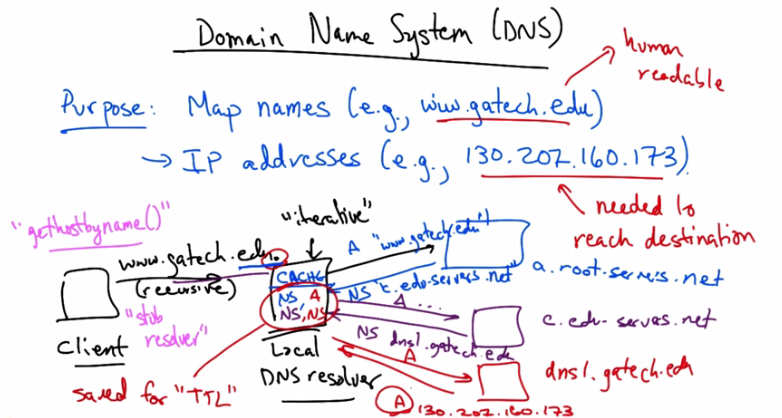 Domain Name System (DNS)
human
readable
Purpose: Map names (e.g., www.gatech.edu)
→ IP addresses (e.g., 130.207.160.173)
needed to
reach destination
"gethostbyname()"
"iterative"
www.gatech.edu.
(recursive)
A "www.gatech.edu"
CACHE
NS "c.edu-servers.net"
a.root-servers.net
NS, A
NS, NS
A ...
c.edu-servers.net
"stub
resolver"
NS dns1.gatech.edu
Client
Local
DNS resolver
A
dns1.gatech.edu
saved for "TTL"
A 130.207.160.173